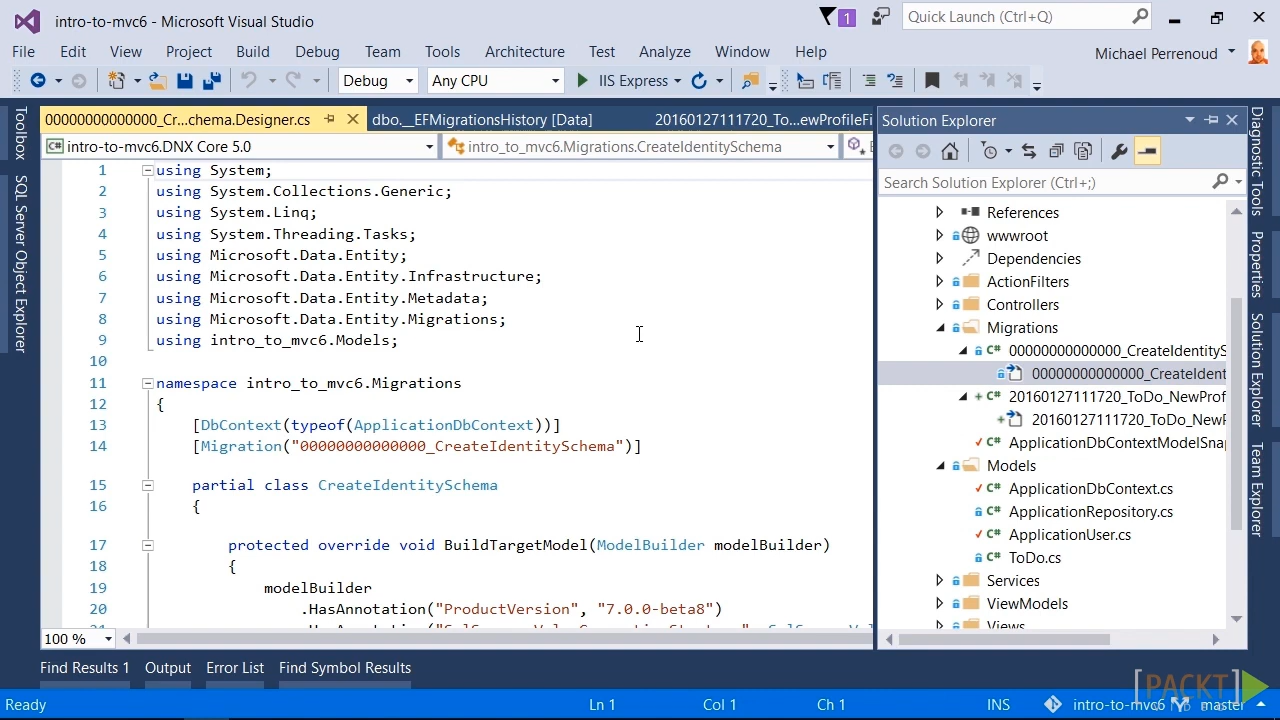 intro-to-mvc6 - Microsoft Visual Studio
1
Quick Launch (Ctrl+Q)
File Edit View Project Build Debug Team Tools Architecture Test Analyze Window Help
Michael Perrenoud
Debug Any CPU IIS Express
Toolbox
SQL Server Object Explorer
00000000000000_Cr...chema.Designer.cs dbo.__EFMigrationsHistory [Data] 20160127111720_To...ewProfileFi
intro-to-mvc6.DNX Core 5.0 intro_to_mvc6.Migrations.CreateIdentitySchema
1 using System;
2 using System.Collections.Generic;
3 using System.Linq;
4 using System.Threading.Tasks;
5 using Microsoft.Data.Entity;
6 using Microsoft.Data.Entity.Infrastructure;
7 using Microsoft.Data.Entity.Metadata;
8 using Microsoft.Data.Entity.Migrations;
9 using intro_to_mvc6.Models;
10
11 namespace intro_to_mvc6.Migrations
12 {
13 [DbContext(typeof(ApplicationDbContext))]
14 [Migration("00000000000000_CreateIdentitySchema")]
15 partial class CreateIdentitySchema
16 {
17 protected override void BuildTargetModel(ModelBuilder modelBuilder)
18 {
19 modelBuilder
20 .HasAnnotation("ProductVersion", "7.0.0-beta8")
100 %
Solution Explorer
Search Solution Explorer (Ctrl+;)
References
wwwroot
Dependencies
ActionFilters
Controllers
Migrations
00000000000000_CreateIdentityS
00000000000000_CreateIdent
20160127111720_ToDo_NewProf
20160127111720_ToDo_NewF
ApplicationDbContextModelSna
Models
ApplicationDbContext.cs
ApplicationRepository.cs
ApplicationUser.cs
ToDo.cs
Services
ViewModels
Views
Diagnostic Tools
Properties
Solution Explorer
Team Explorer
Find Results 1 Output Error List Find Symbol Results
Ready Ln 1 Col 1 Ch 1 INS intro-to-mvc6 master
[PACKT]